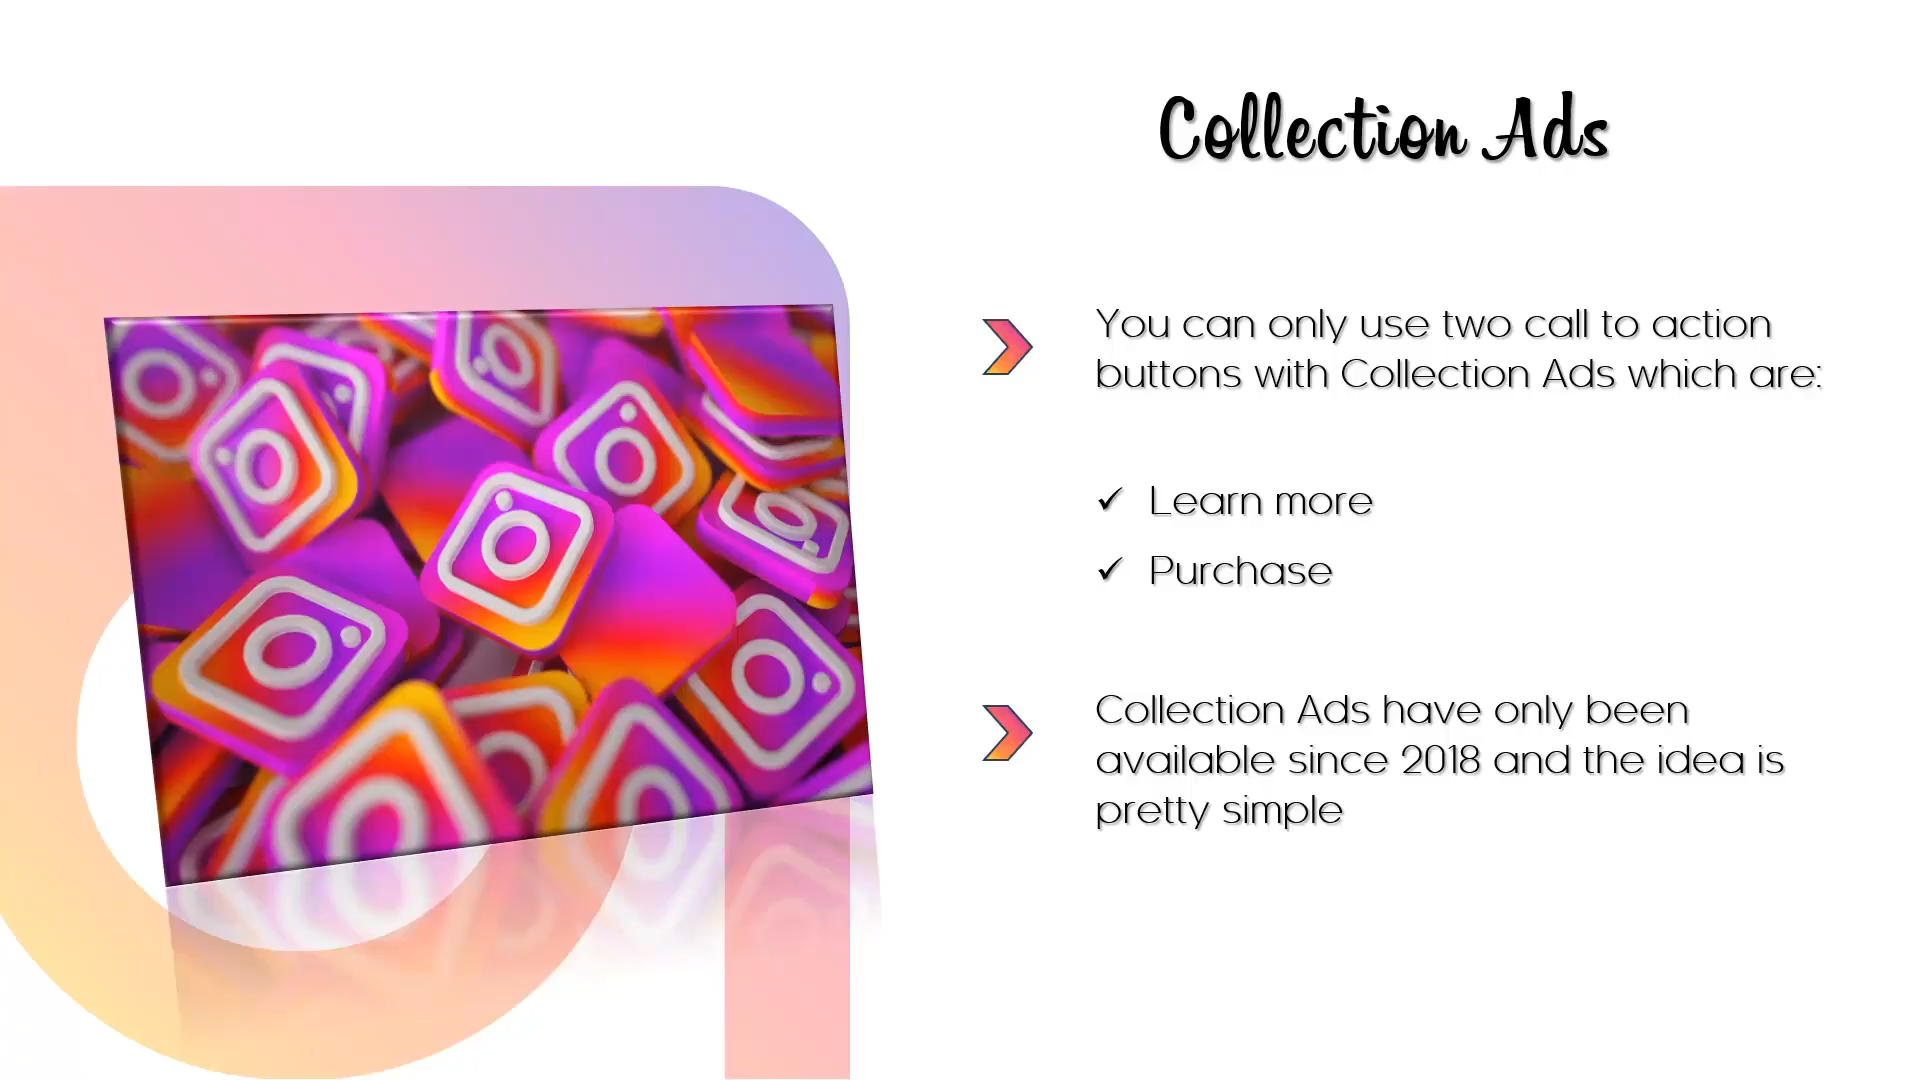 Collection Ads
You can only use two call to action
buttons with Collection Ads which are:
Learn more
Purchase
Collection Ads have only been
available since 2018 and the idea is
pretty simple